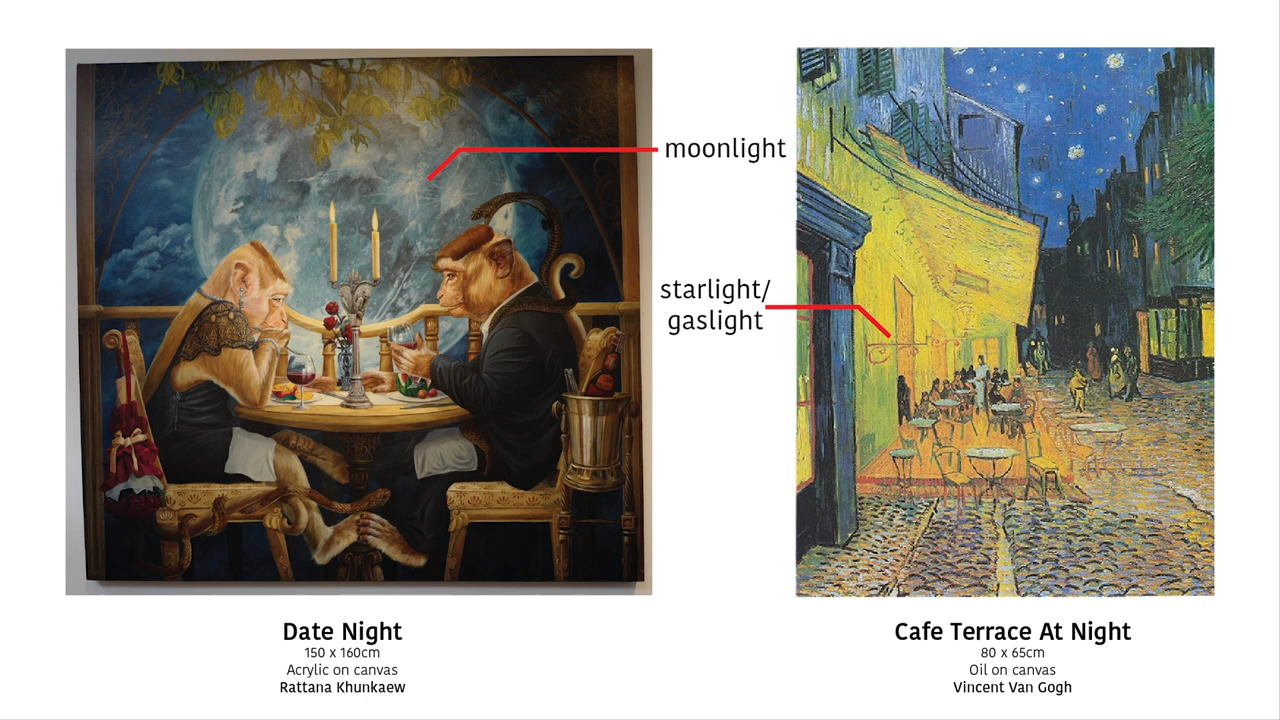 moonlight
starlight/
gaslight
Date Night
150 x 160cm
Acrylic on canvas
Rattana Khunkaew
Cafe Terrace At Night
80 x 65cm
Oil on canvas
Vincent Van Gogh